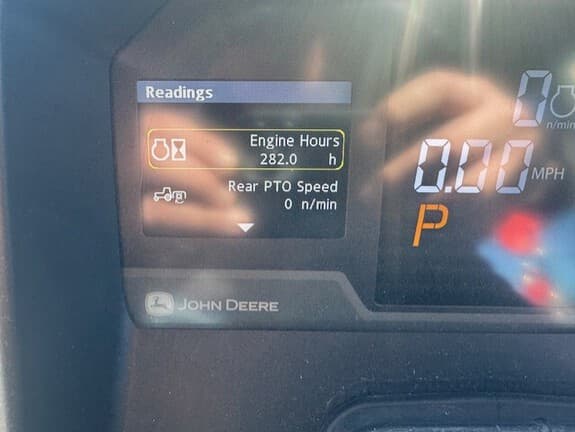 Readings
Engine Hours
282.0 h
Rear PTO Speed
0 n/min
0
n/min
0.00 MPH
P
JOHN DEERE